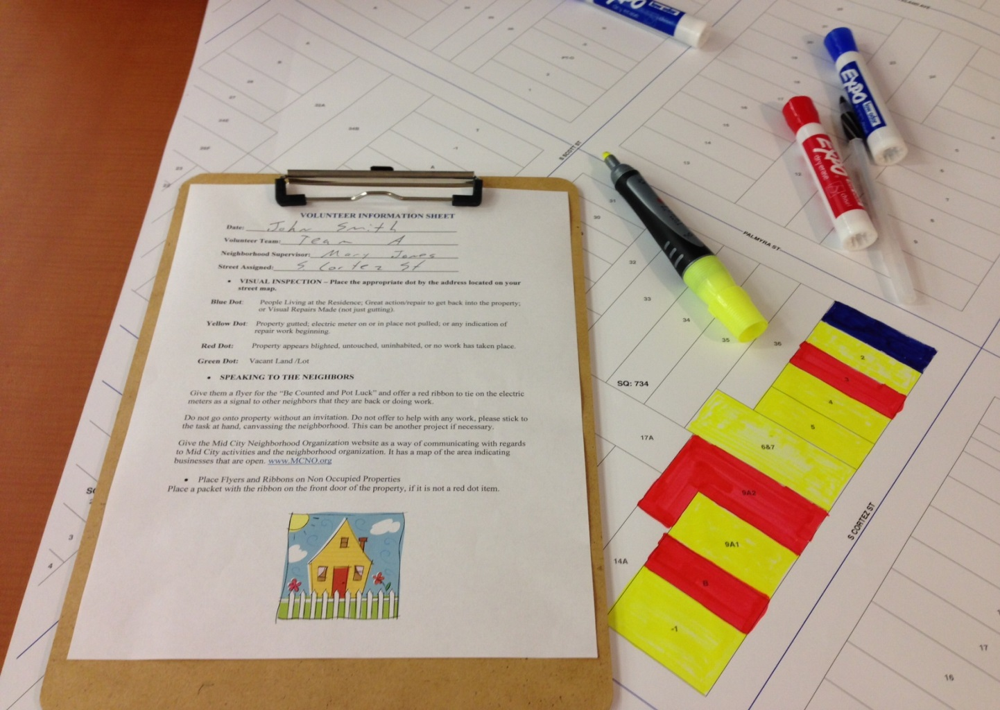 VOLUNTEER INFORMATION SHEET
Date: John Smith
Volunteer Team: Team A
Neighborhood Supervisor: Mary Jones
Street Assigned: S. Cortez St
• VISUAL INSPECTION – Place the appropriate dot by the address located on your
street map.
Blue Dot: People Living at the Residence; Great action/repair to get back into the property;
or Visual Repairs Made (not just gutting).
Yellow Dot: Property gutted; electric meter on or in place not pulled; or any indication of
repair work beginning.
Red Dot: Property appears blighted, untouched, uninhabited, or no work has taken place.
Green Dot: Vacant Land /Lot
• SPEAKING TO THE NEIGHBORS
Give them a flyer for the “Be Counted and Pot Luck” and offer a red ribbon to tie on the electric
meters as a signal to other neighbors that they are back or doing work.
Do not go onto property without an invitation. Do not offer to help with any work, please stick to
the task at hand, canvassing the neighborhood. This can be another project if necessary.
Give the Mid City Neighborhood Organization website as a way of communicating with regards
to Mid City activities and the neighborhood organization. It has a map of the area indicating
businesses that are open. www.MCNO.org
• Place Flyers and Ribbons on Non Occupied Properties
Place a packet with the ribbon on the front door of the property, if it is not a red dot item.
EXPO
EXPO
dry erase
S SCOTT ST
PALMYRA ST
S CORTEZ ST
SQ: 734
31
30
32
33
34
35
36
17A
14A
2
3
4
5
6&7
9A2
9A1
B
-1
17
16
3
4